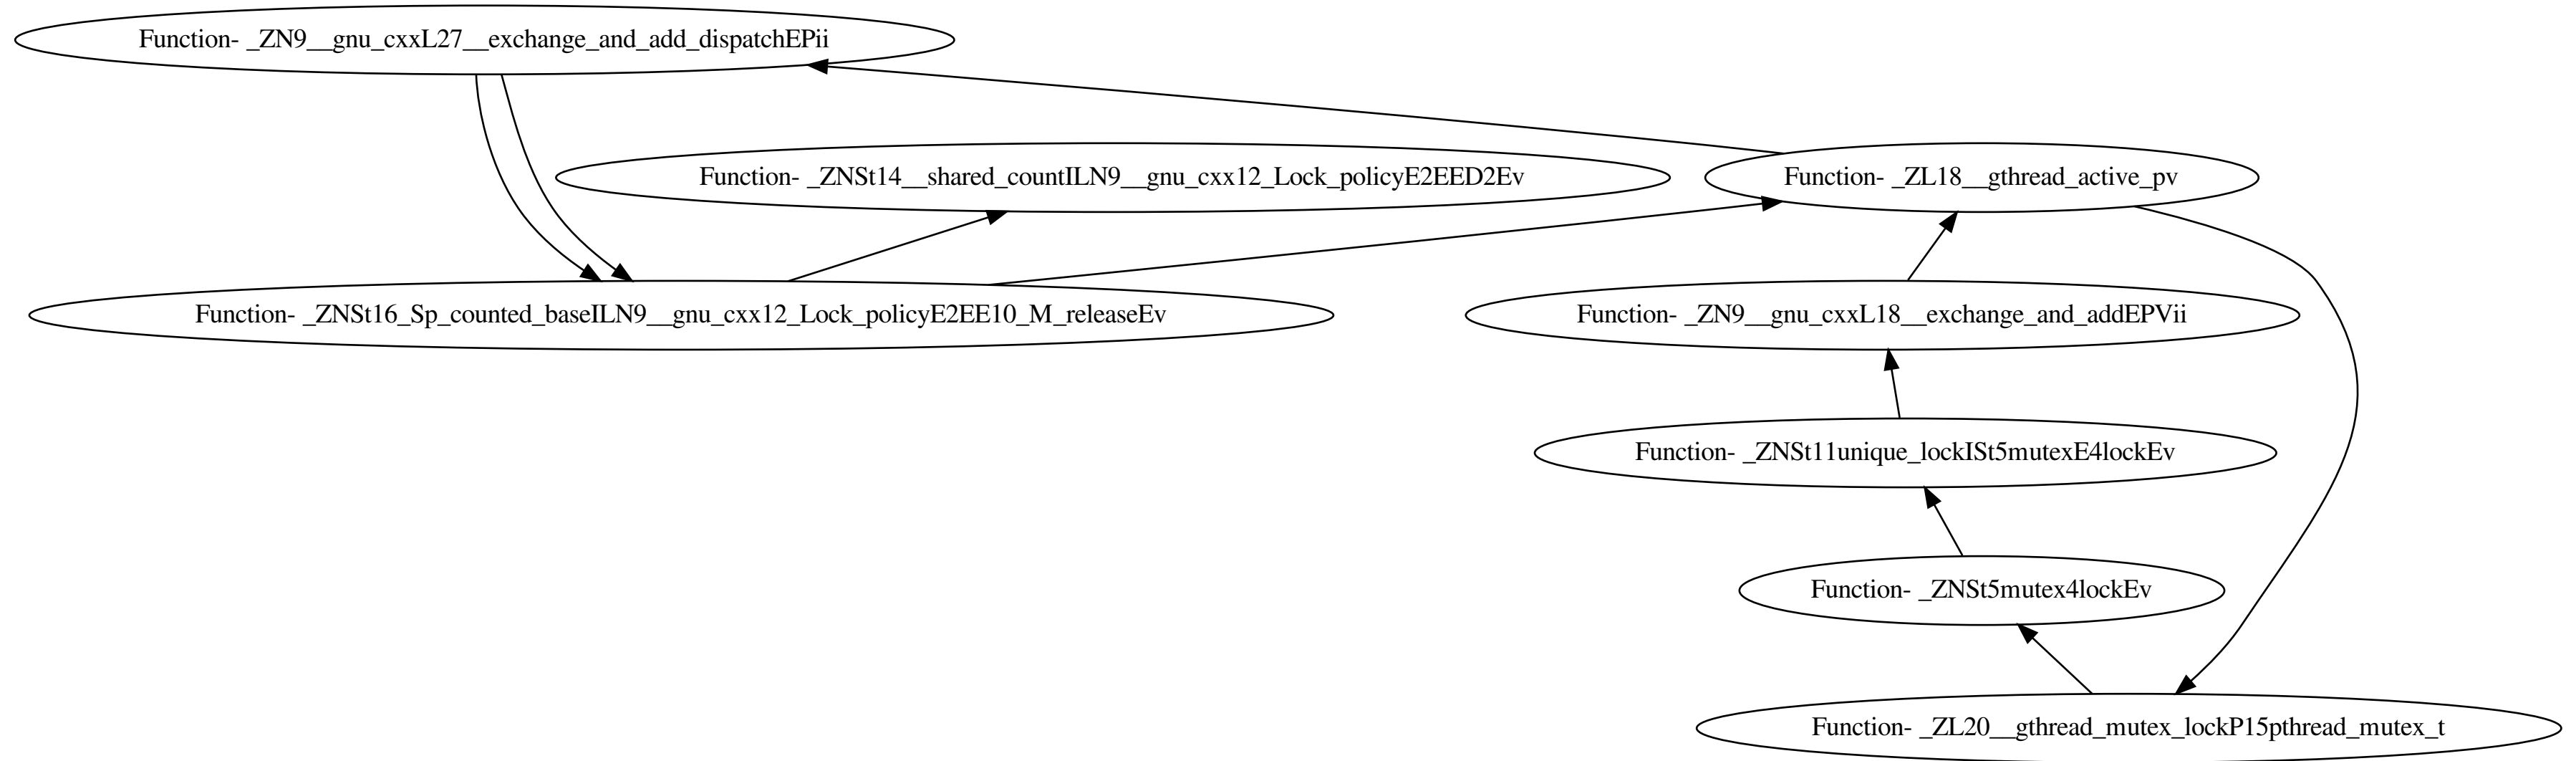 Function- _ZN9__gnu_cxxL27__exchange_and_add_dispatchEPii
Function- _ZNSt14__shared_countILN9__gnu_cxx12_Lock_policyE2EED2Ev
Function- _ZL18__gthread_active_pv
Function- _ZNSt16_Sp_counted_baseILN9__gnu_cxx12_Lock_policyE2EE10_M_releaseEv
Function- _ZN9__gnu_cxxL18__exchange_and_addEPVii
Function- _ZNSt11unique_lockISt5mutexE4lockEv
Function- _ZNSt5mutex4lockEv
Function- _ZL20__gthread_mutex_lockP15pthread_mutex_t